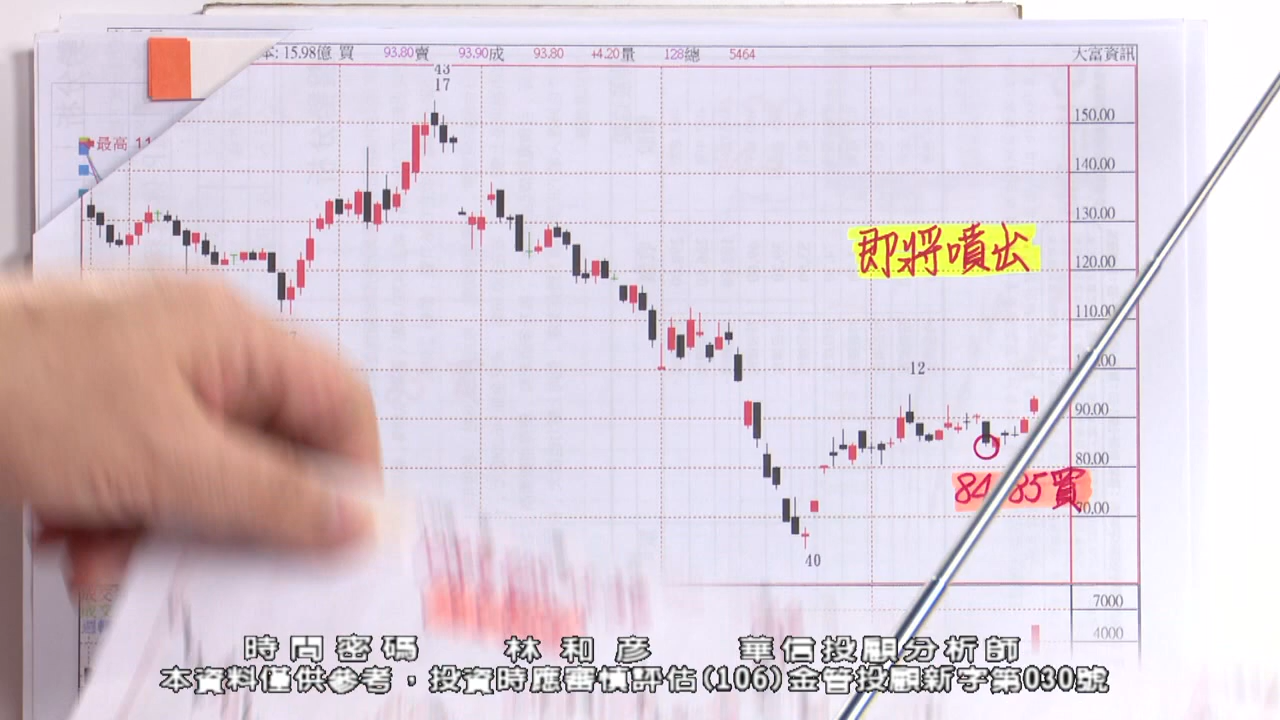 本: 15.98億 買 93.80賣 93.90成 93.80 +4.20量 128總 5464 大富資訊
43
17
150.00
最高 11
140.00
130.00
即將噴出
120.00
110.00
12
90.00
80.00
84 85買
40
7000
4000
時間密碼 林和彥 華信投顧分析師
本資料僅供參考，投資時應審慎評估(106)金管投顧新字第030號